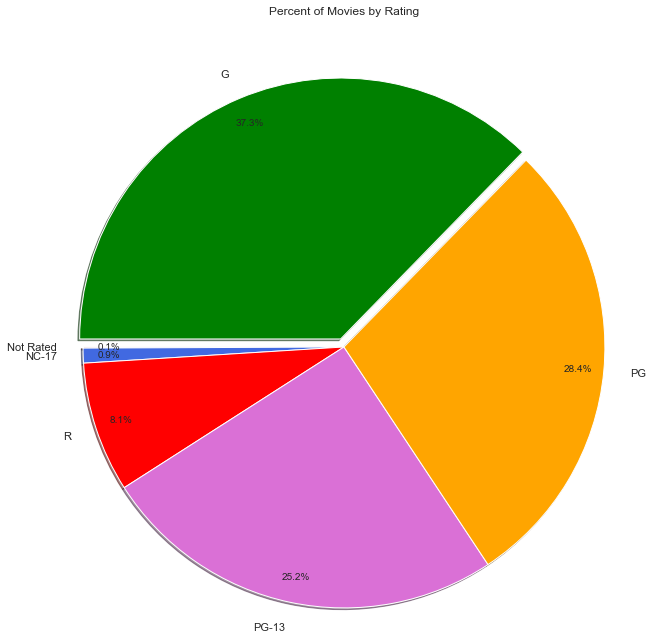 Percent of Movies by Rating
G
37.3%
Not Rated
0.1%
NC-17
0.9%
28.4%
PG
8.1%
R
25.2%
PG-13